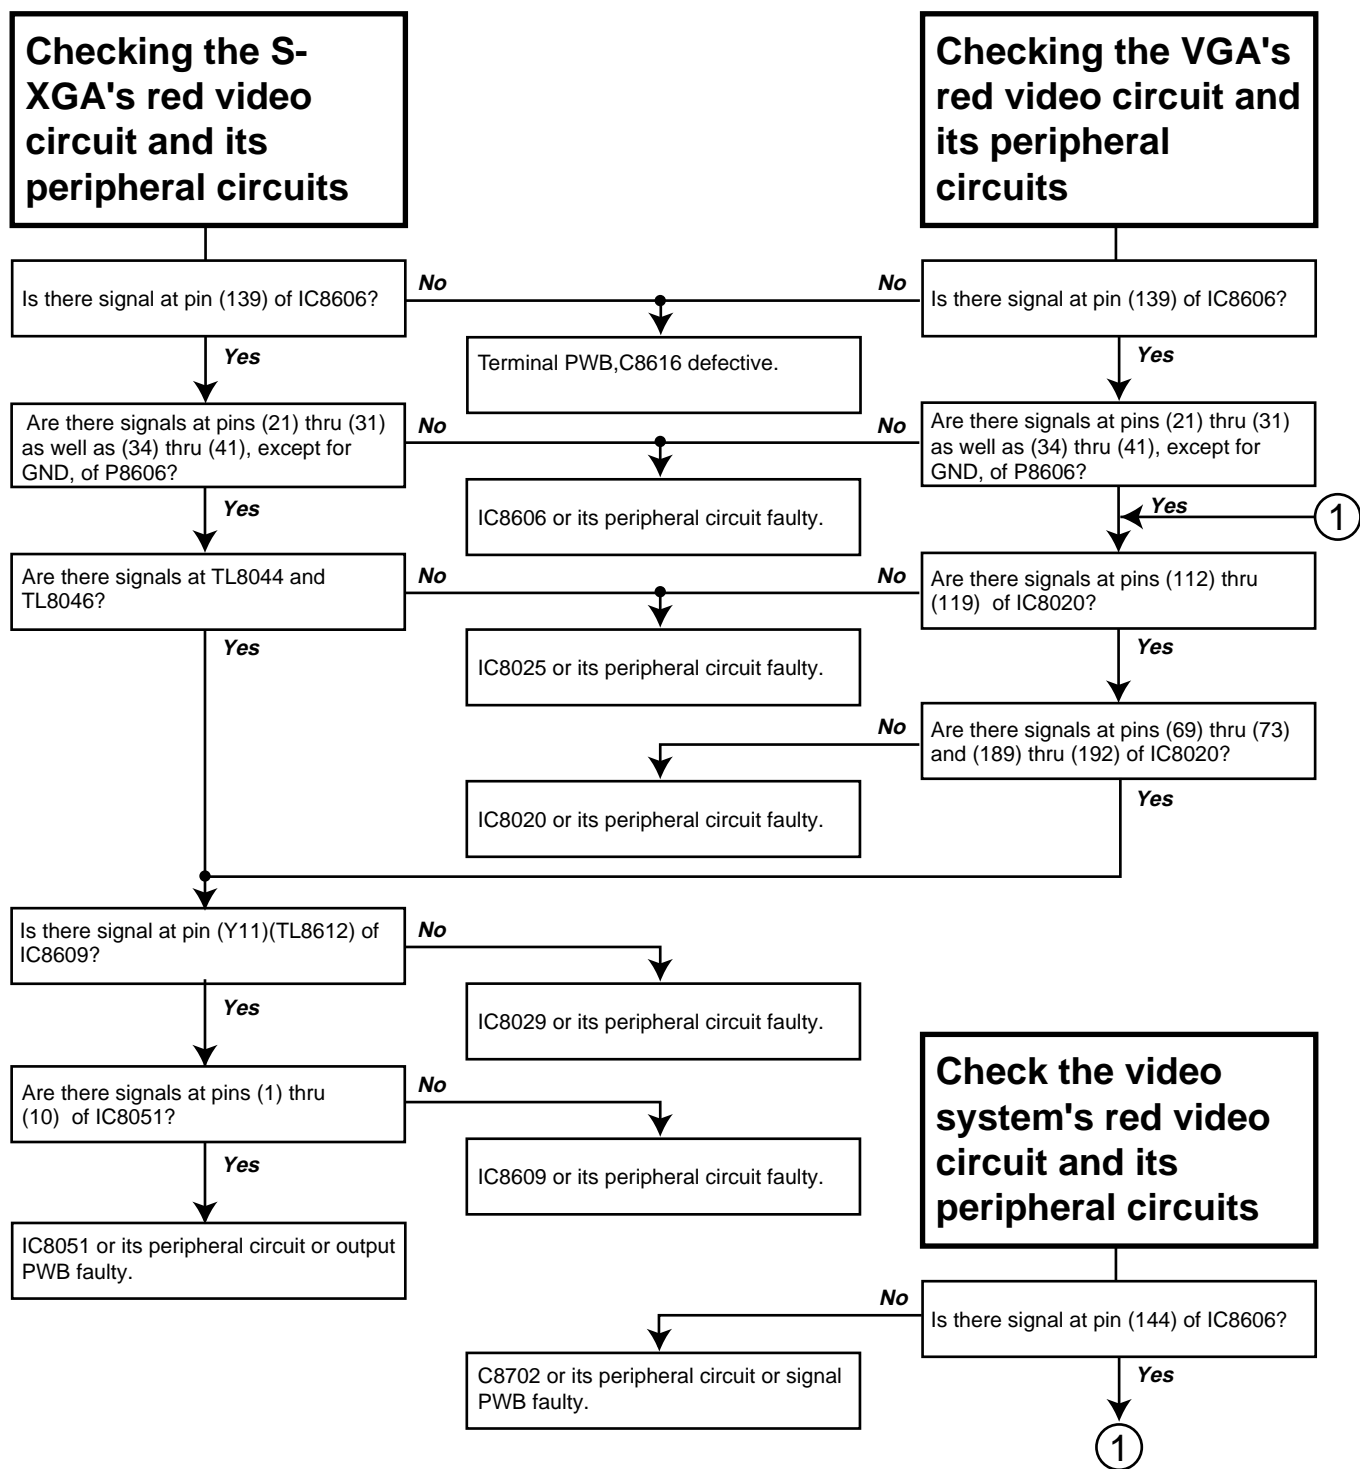 Checking the S-
XGA's red video
circuit and its
peripheral circuits
Checking the VGA's
red video circuit and
its peripheral
circuits
Is there signal at pin (139) of IC8606?
No
No
Is there signal at pin (139) of IC8606?
Yes
Terminal PWB,C8616 defective.
Yes
Are there signals at pins (21) thru (31)
as well as (34) thru (41), except for
GND, of P8606?
No
No
Are there signals at pins (21) thru (31)
as well as (34) thru (41), except for
GND, of P8606?
Yes
IC8606 or its peripheral circuit faulty.
Yes
1
Are there signals at TL8044 and
TL8046?
No
No
Are there signals at pins (112) thru
(119) of IC8020?
Yes
IC8025 or its peripheral circuit faulty.
Yes
No
Are there signals at pins (69) thru (73)
and (189) thru (192) of IC8020?
IC8020 or its peripheral circuit faulty.
Yes
Is there signal at pin (Y11)(TL8612) of
IC8609?
No
Yes
IC8029 or its peripheral circuit faulty.
Are there signals at pins (1) thru
(10) of IC8051?
No
Yes
IC8609 or its peripheral circuit faulty.
IC8051 or its peripheral circuit or output
PWB faulty.
Check the video
system's red video
circuit and its
peripheral circuits
No
Is there signal at pin (144) of IC8606?
C8702 or its peripheral circuit or signal
PWB faulty.
Yes
1